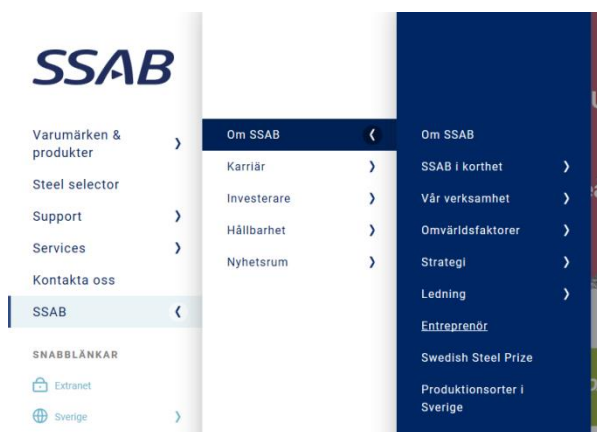 SSAB
Varumärken &
produkter
Steel selector
Support
Services
Kontakta oss
SSAB
SNABBLÄNKAR
Extranet
Sverige
Om SSAB
Karriär
Investerare
Hållbarhet
Nyhetsrum
Om SSAB
SSAB i korthet
Vår verksamhet
Omvärldsfaktorer
Strategi
Ledning
Entreprenör
Swedish Steel Prize
Produktionsorter i
Sverige